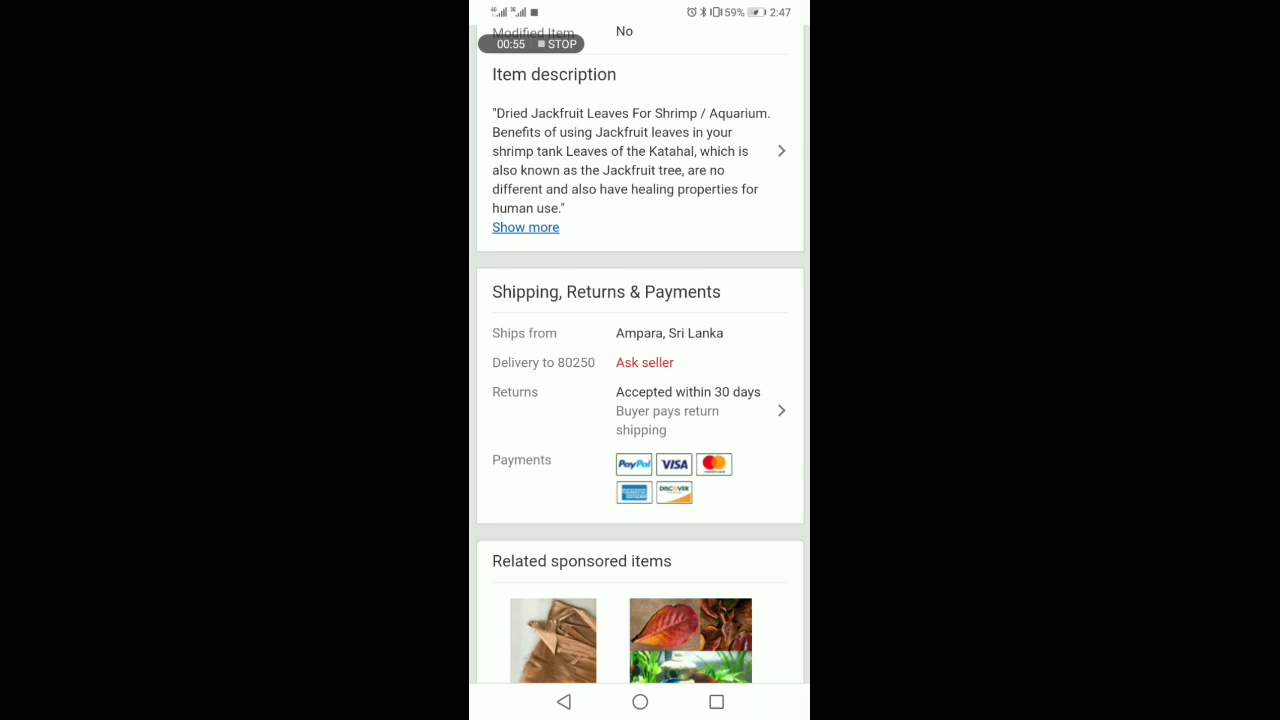 4G 3G 59% 2:47
Modified Item No
00:55 STOP
Item description
"Dried Jackfruit Leaves For Shrimp / Aquarium.
Benefits of using Jackfruit leaves in your
shrimp tank Leaves of the Katahal, which is
also known as the Jackfruit tree, are no
different and also have healing properties for
human use."
Show more
Shipping, Returns & Payments
Ships from Ampara, Sri Lanka
Delivery to 80250 Ask seller
Returns Accepted within 30 days
Buyer pays return
shipping
Payments PayPal VISA mastercard
AMERICAN EXPRESS DISCOVER
Related sponsored items